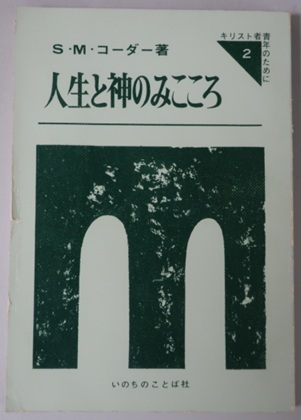 S・M・コーダー著
キリスト者青年のために
2
人生と神のみこころ
いのちのことば社